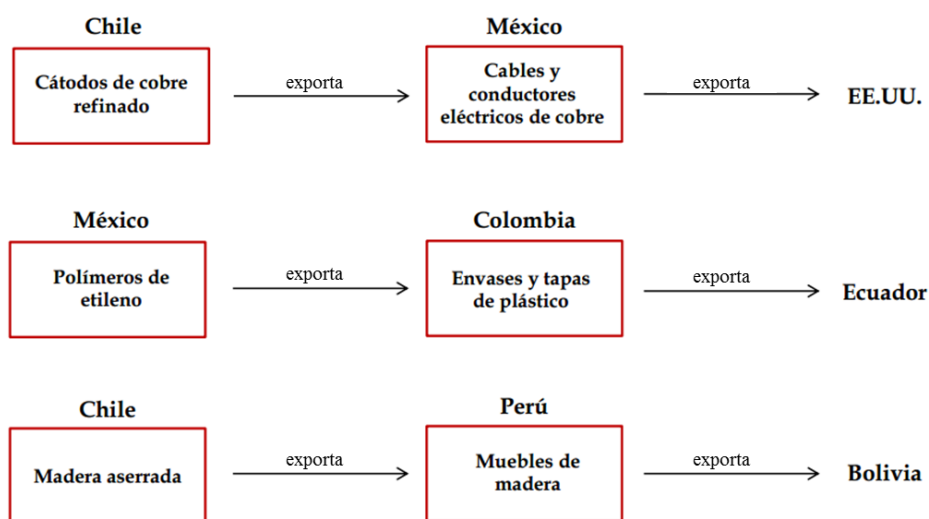 Chile
México
Cátodos de cobre
refinado
exporta
Cables y
conductores
eléctricos de cobre
exporta
EE.UU.
México
Colombia
Polímeros de
etileno
exporta
Envases y tapas
de plástico
exporta
Ecuador
Chile
Perú
Madera aserrada
exporta
Muebles de
madera
exporta
Bolivia